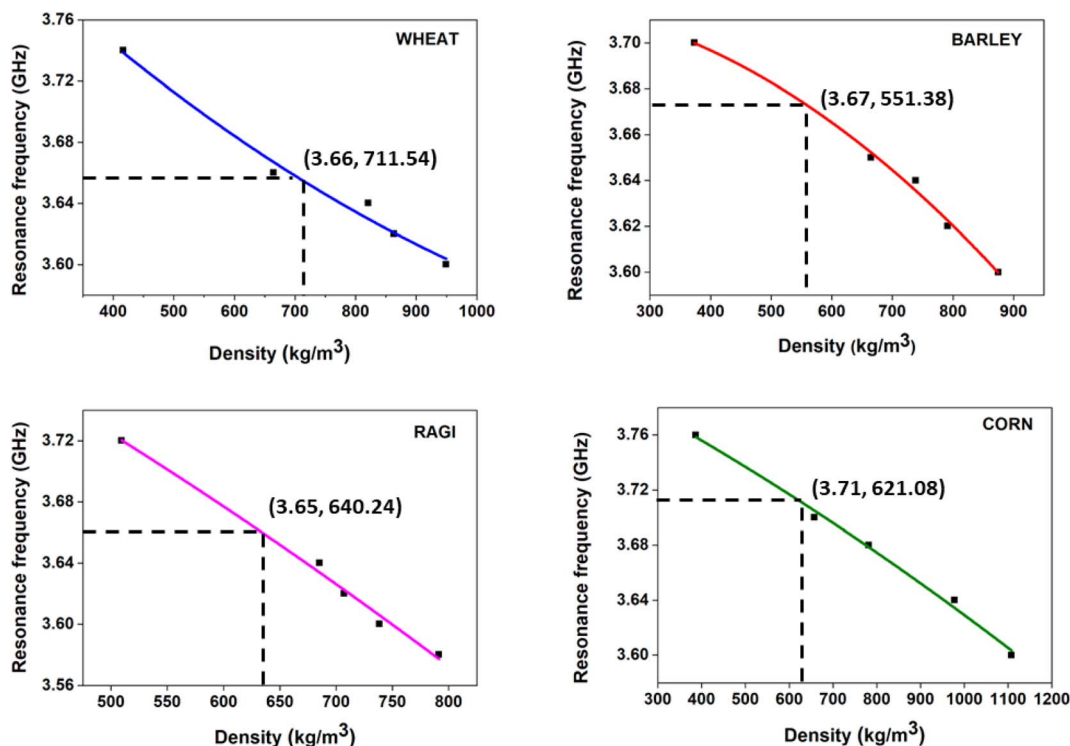 WHEAT
Resonance frequency (GHz)
3.76
3.72
3.68
3.64
3.60
(3.66, 711.54)
400 500 600 700 800 900 1000
Density (kg/m³)
BARLEY
Resonance frequency (GHz)
3.70
3.68
3.66
3.64
3.62
3.60
(3.67, 551.38)
300 400 500 600 700 800 900
Density (kg/m³)
RAGI
Resonance frequency (GHz)
3.72
3.68
3.64
3.60
3.56
(3.65, 640.24)
500 550 600 650 700 750 800
Density (kg/m³)
CORN
Resonance frequency (GHz)
3.76
3.72
3.68
3.64
3.60
(3.71, 621.08)
300 400 500 600 700 800 900 1000 1100 1200
Density (kg/m³)